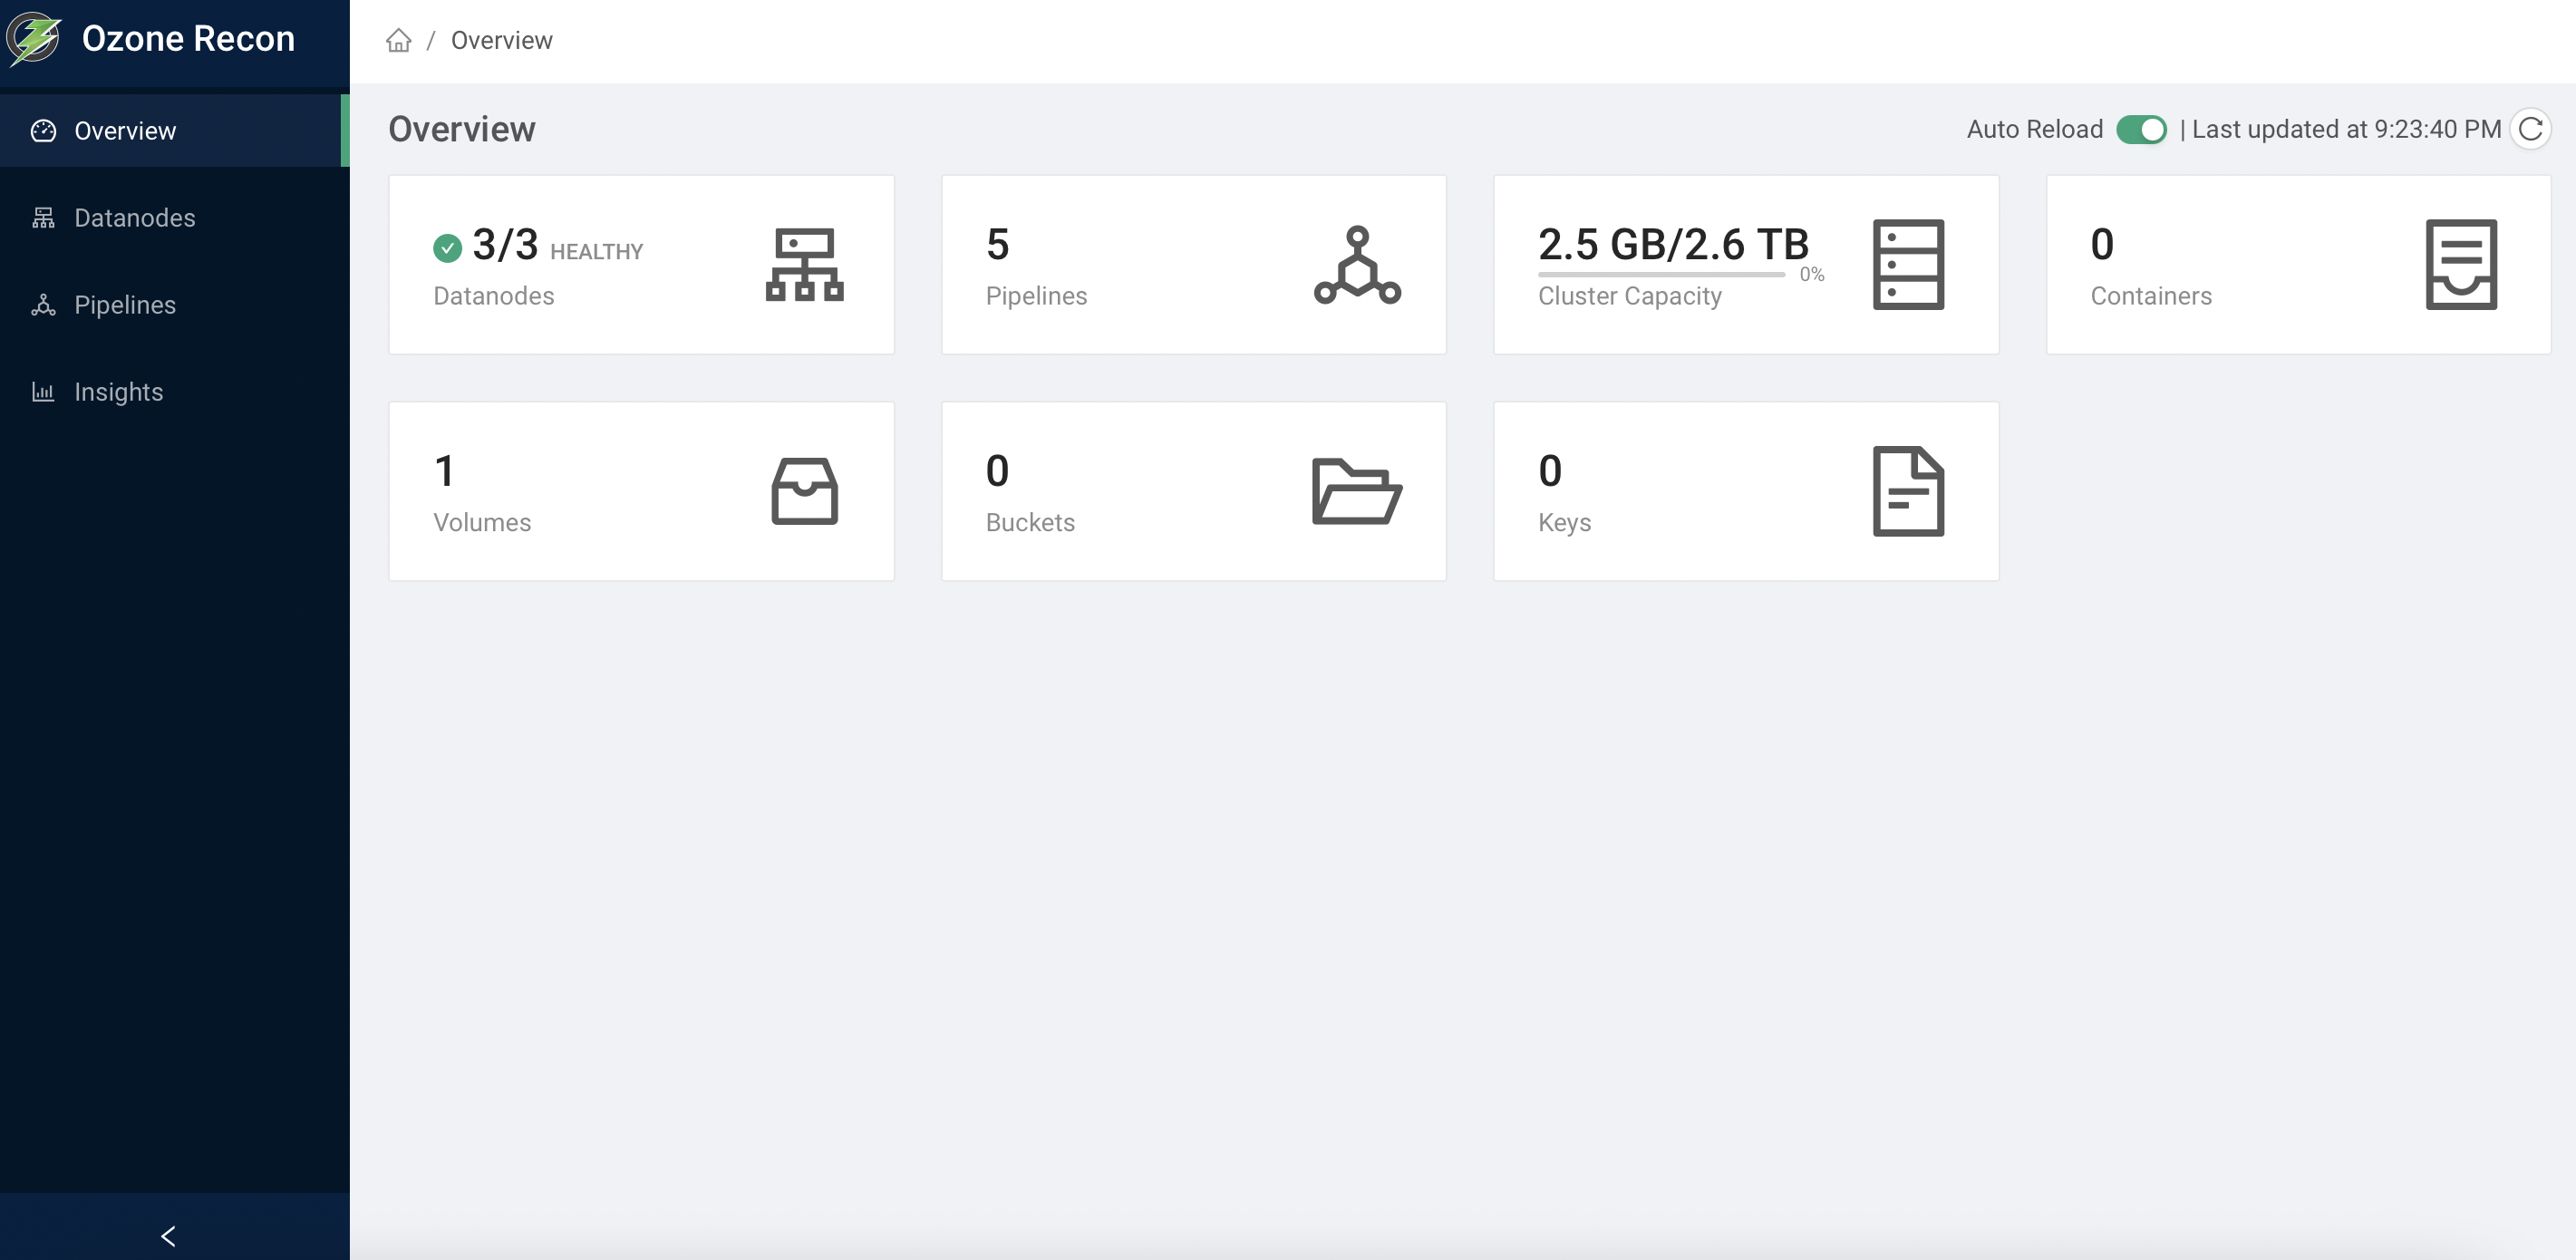 Ozone Recon
Overview
Datanodes
Pipelines
Insights
/ Overview
Overview
Auto Reload | Last updated at 9:23:40 PM
3/3 HEALTHY
Datanodes
5
Pipelines
2.5 GB/2.6 TB
0%
Cluster Capacity
0
Containers
1
Volumes
0
Buckets
0
Keys